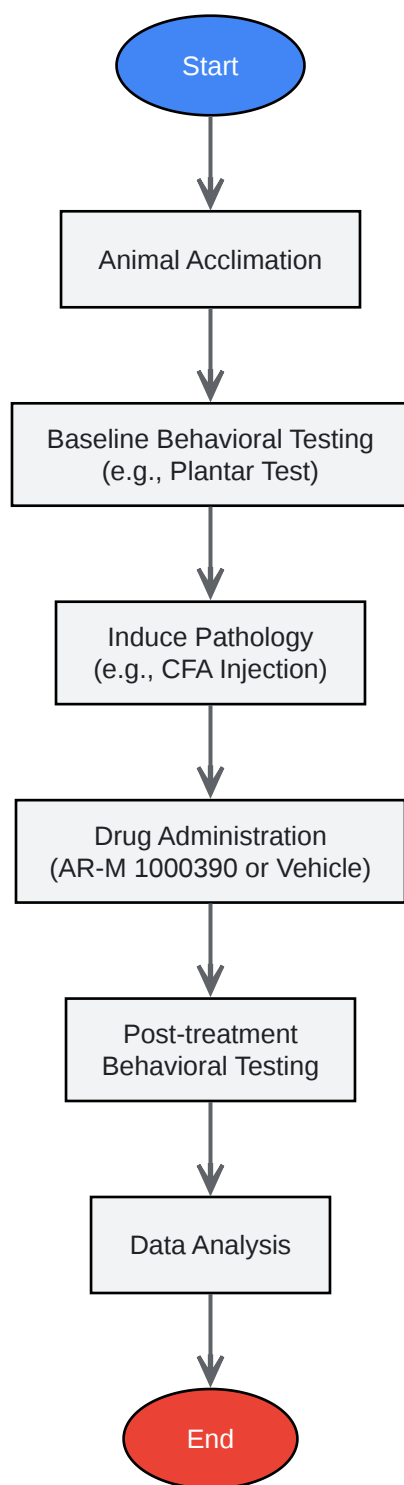 Start
Animal Acclimation
Baseline Behavioral Testing
(e.g., Plantar Test)
Induce Pathology
(e.g., CFA Injection)
Drug Administration
(AR-M 1000390 or Vehicle)
Post-treatment
Behavioral Testing
Data Analysis
End